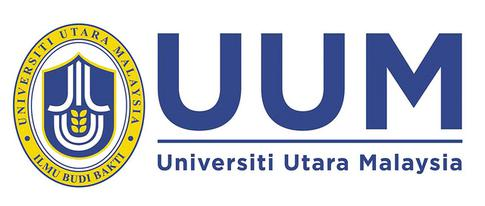 UNIVERSITI UTARA MALAYSIA
ILMU BUDI BAKTI
UUM
Universiti Utara Malaysia